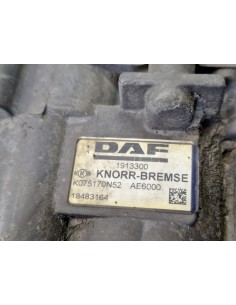 DAF
1913300
KNORR-BREMSE
K075170N52 AE6000
18483164